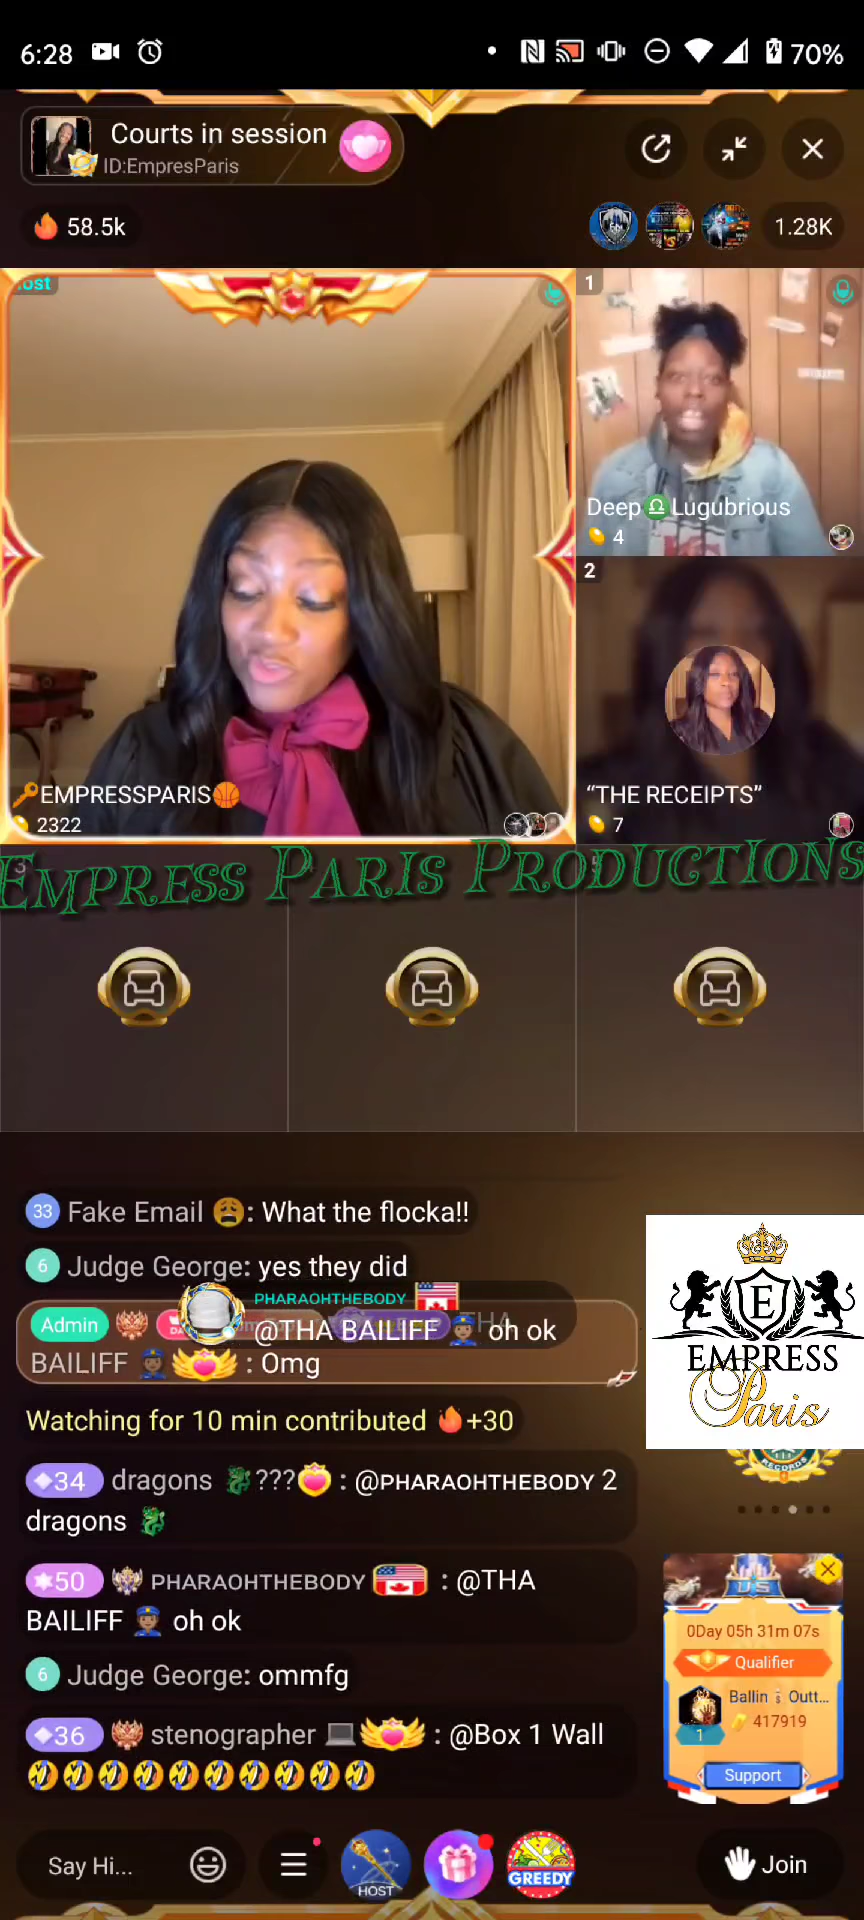 6:28
70%
Courts in session
ID:EmpresParis
58.5k
1.28K
ost
1
Deep♎Lugubrious
4
2
🔑EMPRESSPARIS🏀
2322
"THE RECEIPTS"
7
EMPRESS PARIS PRODUCTIONS
33 Fake Email 😩: What the flocka!!
6 Judge George: yes they did
PHARAOHTHEBODY
@THA BAILIFF 👮🏽 oh ok
Admin THA
BAILIFF 👮🏽 : Omg
E
EMPRESS
Paris
Watching for 10 min contributed 🔥+30
RECORDS
34 dragons 🐉???: @PHARAOHTHEBODY 2
dragons 🐉
50 PHARAOHTHEBODY : @THA
BAILIFF 👮🏽 oh ok
6 Judge George: ommfg
36 stenographer 💻 : @Box 1 Wall
🤣🤣🤣🤣🤣🤣🤣🤣🤣🤣
US
0Day 05h 31m 07s
Qualifier
Ballin Outt...
417919
1
Support
Say Hi...
HOST
GREEDY
Join